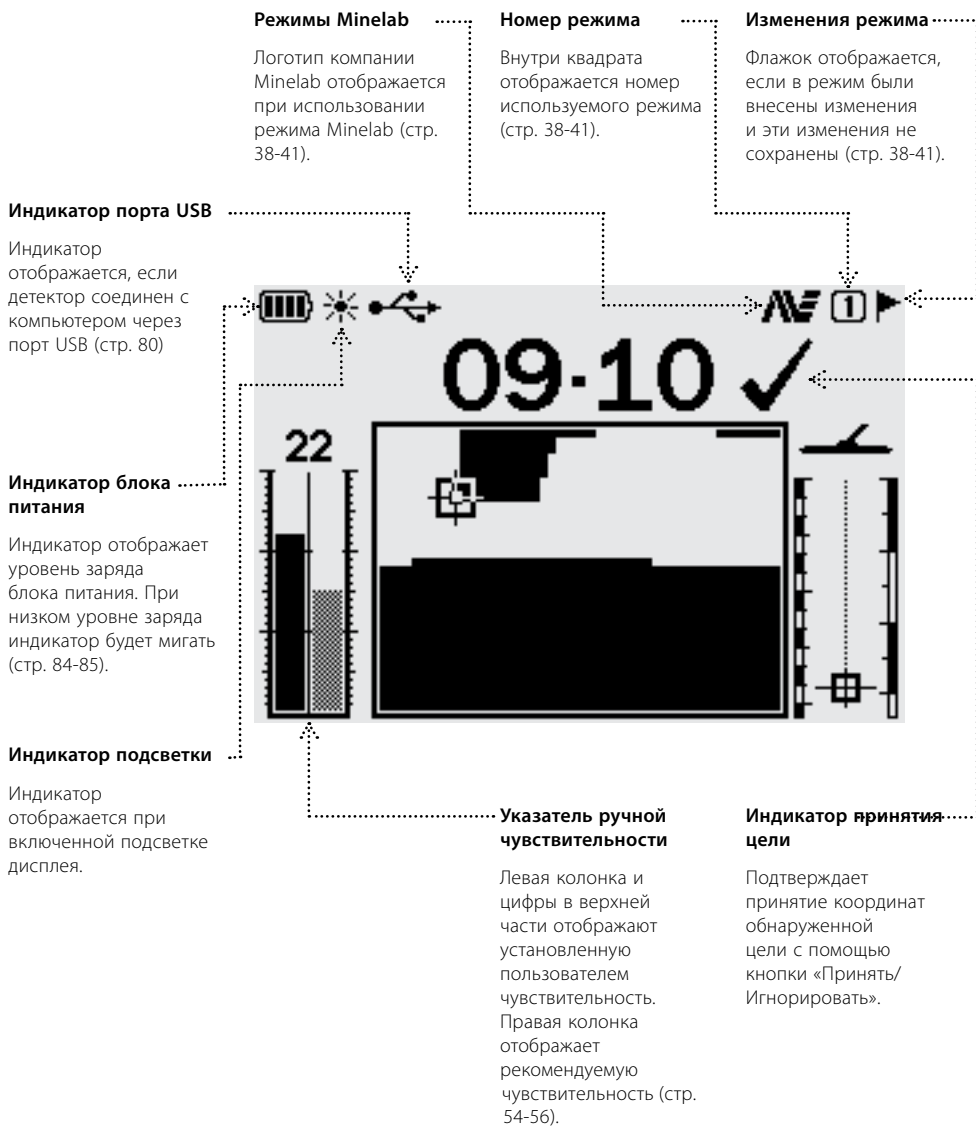 Режимы Minelab
Логотип компании
Minelab отображается
при использовании
режима Minelab (стр.
38-41).
Номер режима
Внутри квадрата
отображается номер
используемого режима
(стр. 38-41).
Изменения режима
Флажок отображается,
если в режим были
внесены изменения
и эти изменения не
сохранены (стр. 38-41).
Индикатор порта USB
Индикатор
отображается, если
детектор соединен с
компьютером через
порт USB (стр. 80)
Индикатор блока
питания
Индикатор отображает
уровень заряда
блока питания. При
низком уровне заряда
индикатор будет мигать
(стр. 84-85).
Индикатор подсветки
Индикатор
отображается при
включенной подсветке
дисплея.
1
09·10
22
Указатель ручной
чувствительности
Левая колонка и
цифры в верхней
части отображают
установленную
пользователем
чувствительность.
Правая колонка
отображает
рекомендуемую
чувствительность (стр.
54-56).
Индикатор принятия
цели
Подтверждает
принятие координат
обнаруженной
цели с помощью
кнопки «Принять/
Игнорировать».